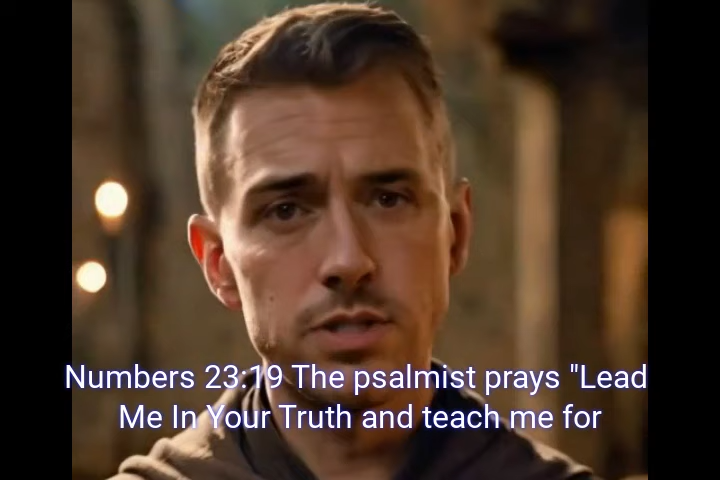 Numbers 23:19 The psalmist prays "Lead
Me In Your Truth and teach me for